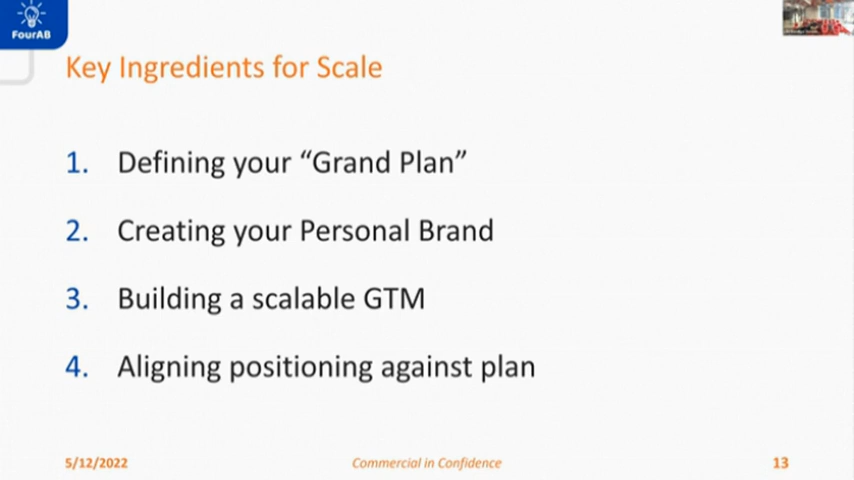 FourAB
Key Ingredients for Scale
1. Defining your “Grand Plan”
2. Creating your Personal Brand
3. Building a scalable GTM
4. Aligning positioning against plan
5/12/2022
Commercial in Confidence
13